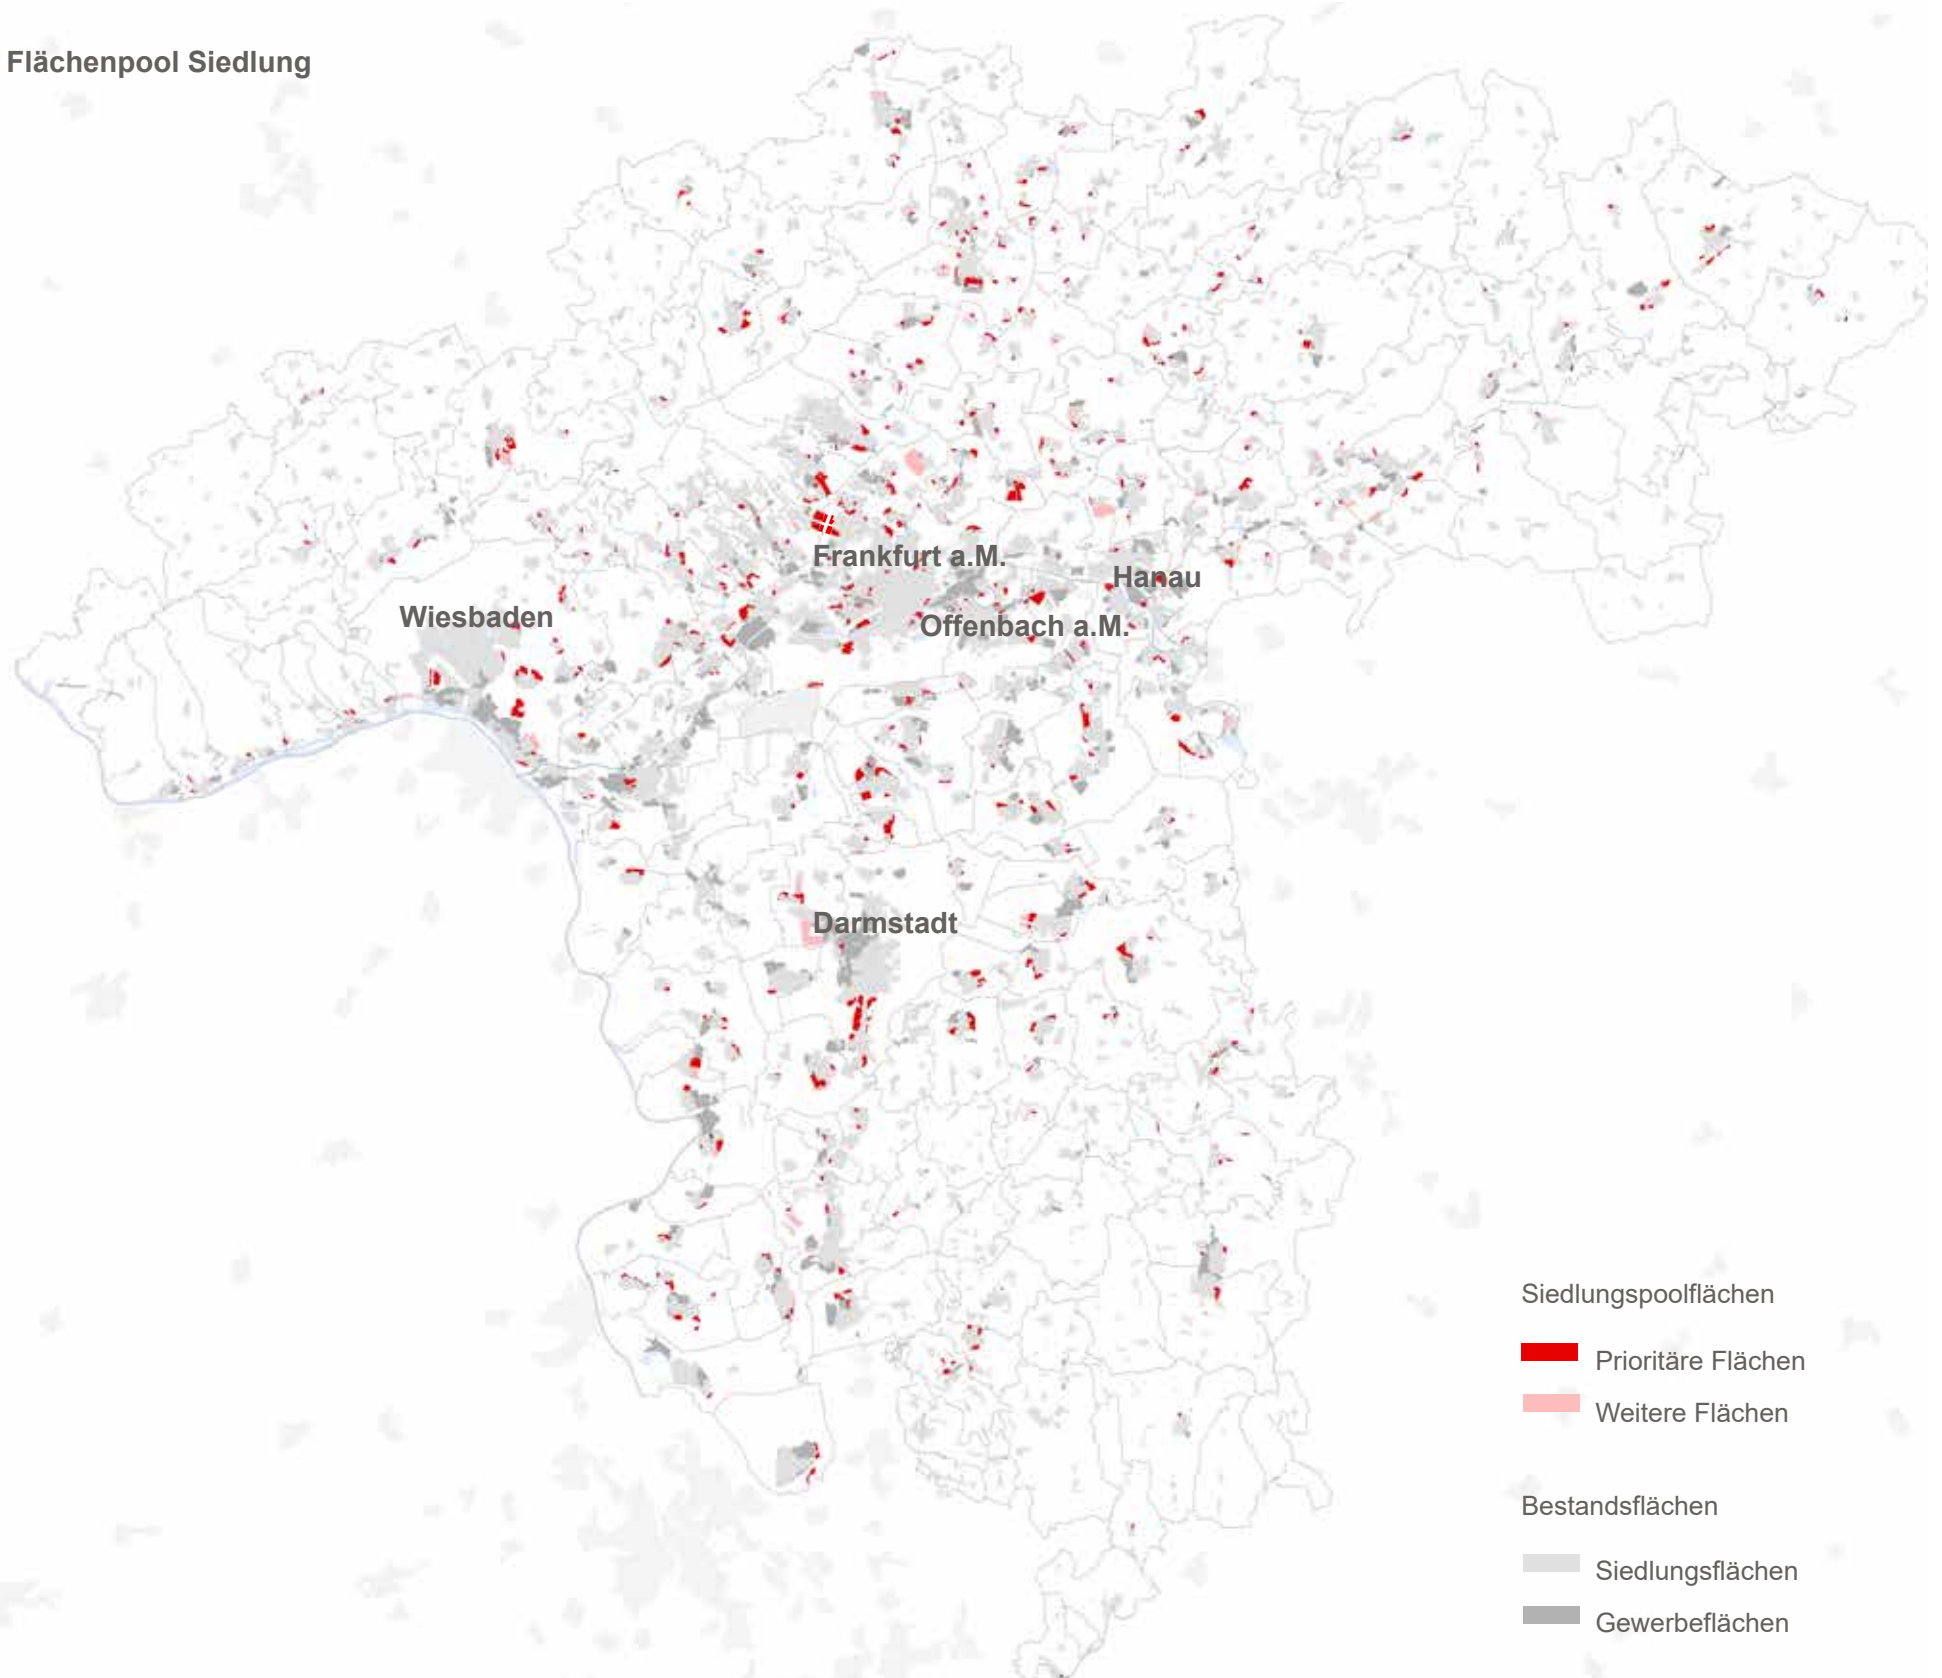 Flächenpool Siedlung
Frankfurt a.M.
Hanau
Wiesbaden
Offenbach a.M.
Darmstadt
Siedlungspoolflächen
Prioritäre Flächen
Weitere Flächen
Bestandsflächen
Siedlungsflächen
Gewerbeflächen